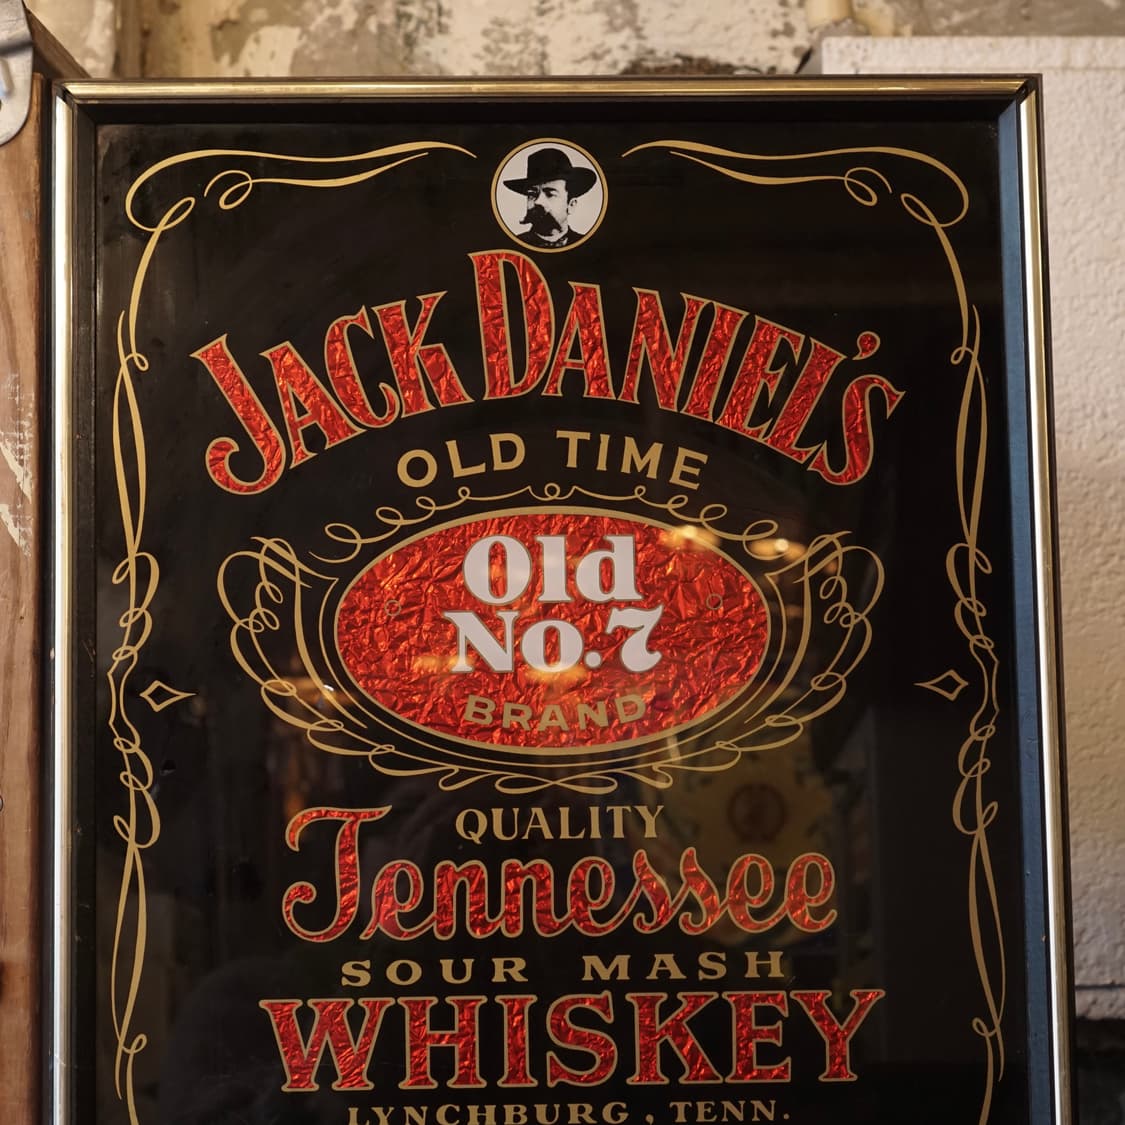 JACK DANIEL'S
OLD TIME
Old
No.7
BRAND
QUALITY
Tennessee
SOUR MASH
WHISKEY
LYNCHBURG, TENN.